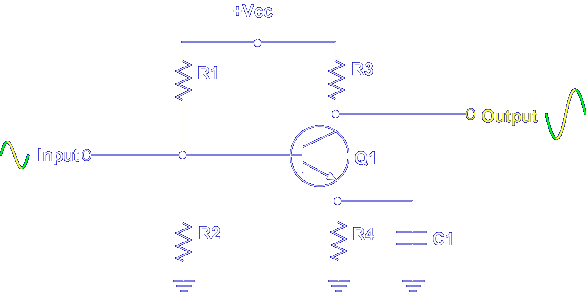 +Vcc
R1
R3
Output
Input
Q1
R2
R4
C1